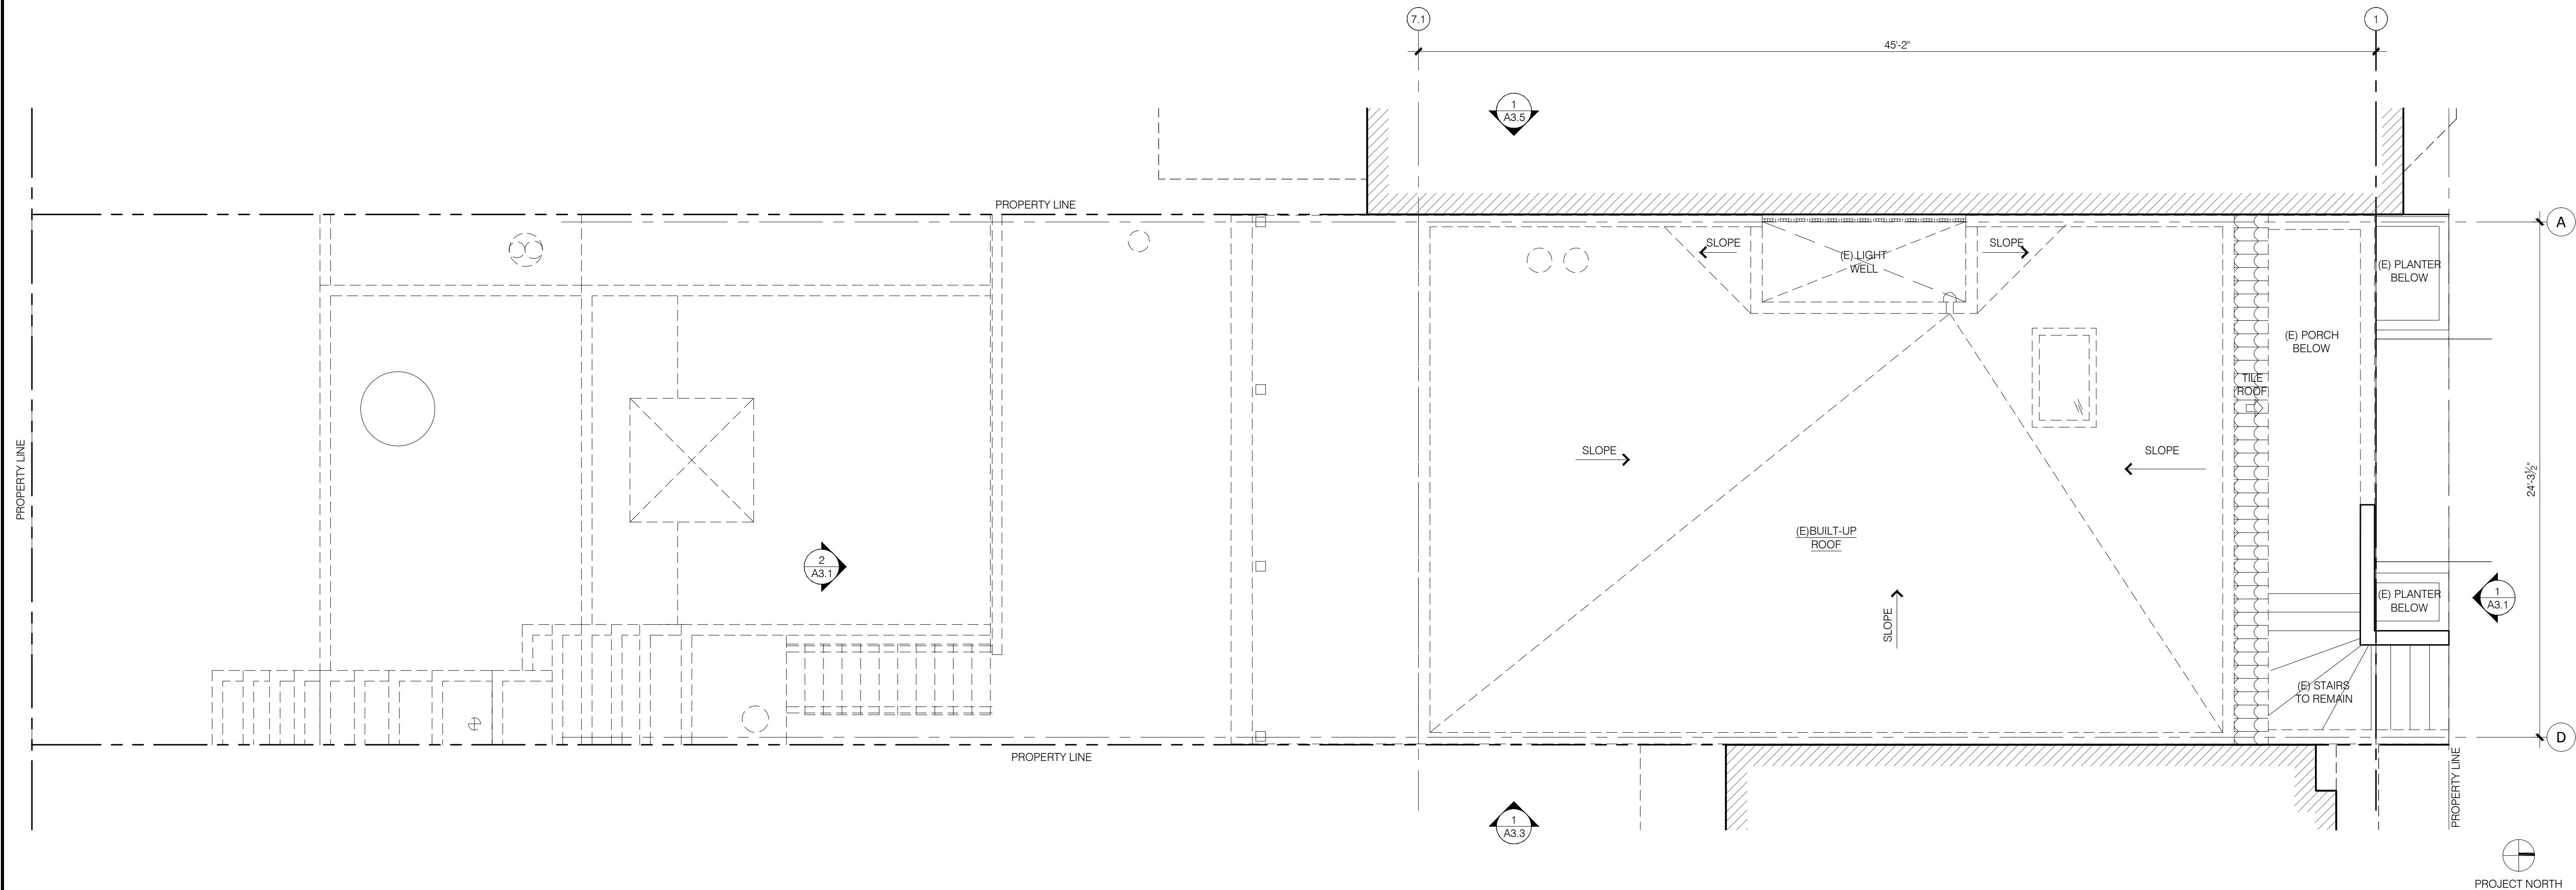 7.1
1
45'-2"
1
A3.5
PROPERTY LINE
A
SLOPE
(E) LIGHT
WELL
SLOPE
(E) PLANTER
BELOW
(E) PORCH
BELOW
TILE
ROOF
PROPERTY LINE
SLOPE
SLOPE
24'-3½"
(E)BUILT-UP
ROOF
2
A3.1
SLOPE
(E) PLANTER
BELOW
1
A3.1
(E) STAIRS
TO REMAIN
D
PROPERTY LINE
PROPERTY LINE
1
A3.3
PROJECT NORTH